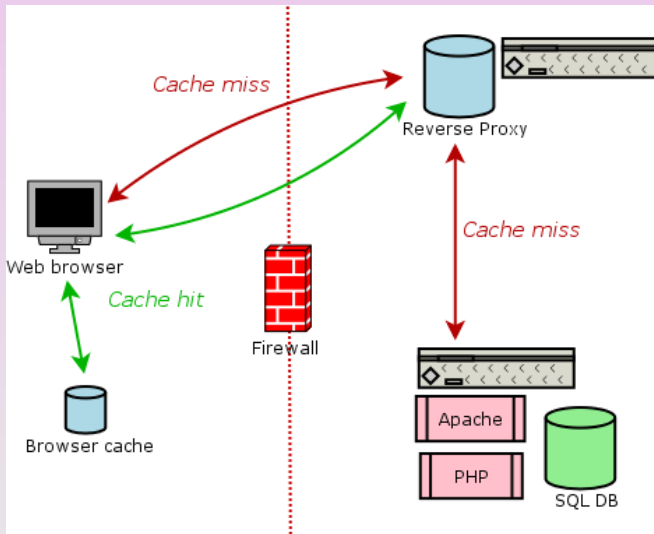 Cache miss
Reverse Proxy
Cache miss
Web browser
Cache hit
Firewall
Browser cache
Apache
PHP
SQL DB